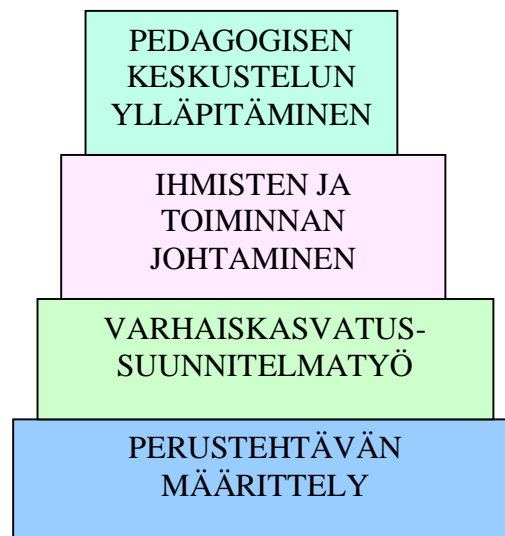 PEDAGOGISEN
KESKUSTELUN
YLLÄPITÄMINEN
IHMISTEN JA
TOIMINNAN
JOHTAMINEN
VARHAISKASVATUS-
SUUNNITELMATYÖ
PERUSTEHTÄVÄN
MÄÄRITTELY